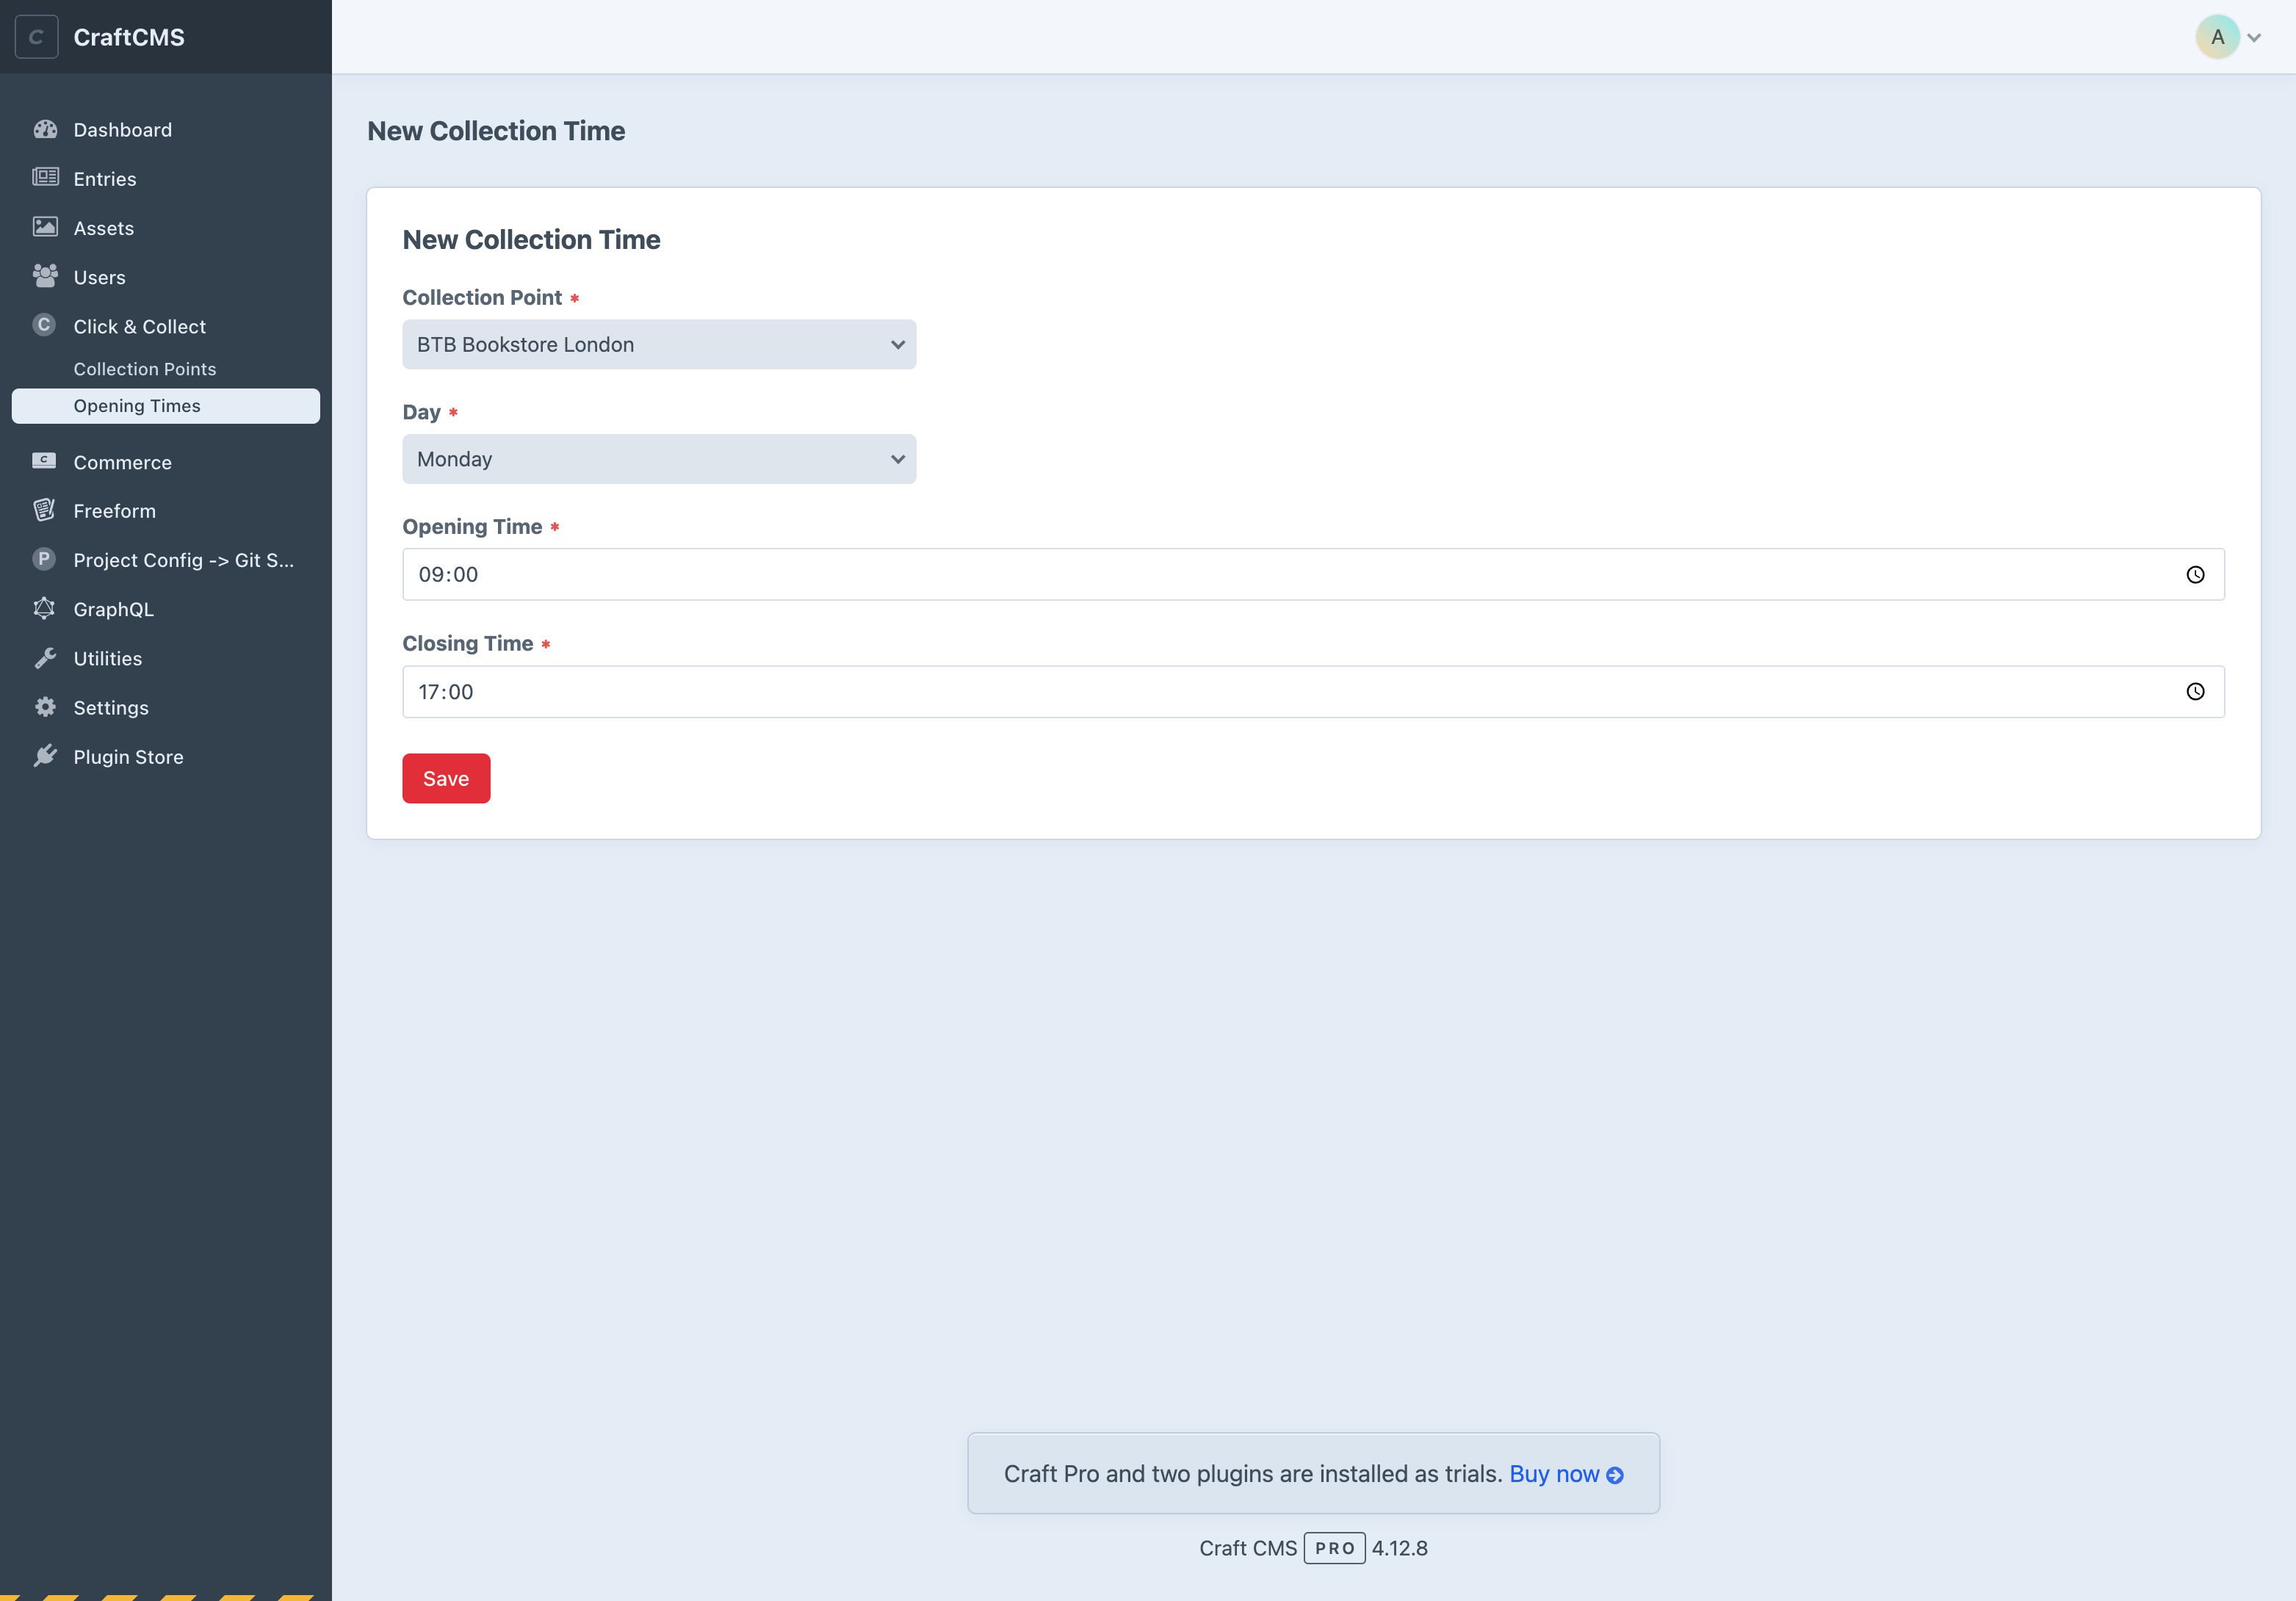 C CraftCMS
A
Dashboard
Entries
Assets
Users
C Click & Collect
Collection Points
Opening Times
C Commerce
Freeform
P Project Config -> Git S...
GraphQL
Utilities
Settings
Plugin Store
New Collection Time
New Collection Time
Collection Point *
BTB Bookstore London
Day *
Monday
Opening Time *
09:00
Closing Time *
17:00
Save
Craft Pro and two plugins are installed as trials. Buy now
Craft CMS PRO 4.12.8